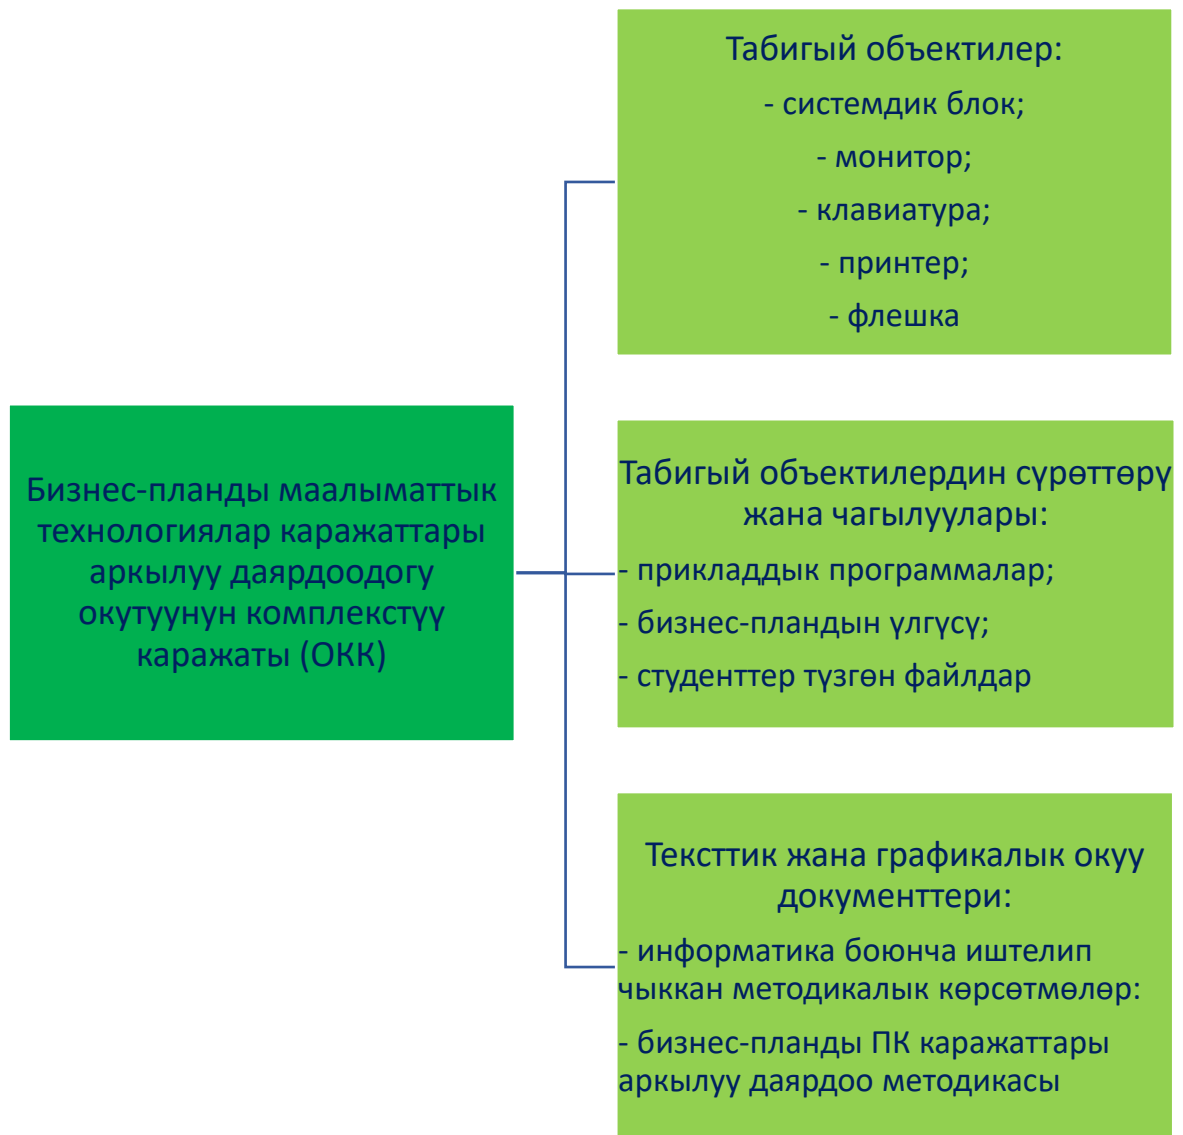 Бизнес-планды маалыматтык
технологиялар каражаттары
аркылуу даярдоодогу
окутуунун комплекстүү
каражаты (ОКК)
Табигый объектилер:
- системдик блок;
- монитор;
- клавиатура;
- принтер;
- флешка
Табигый объектилердин сүрөттөрү
жана чагылуулары:
- прикладдык программалар;
- бизнес-пландын үлгүсү;
- студенттер түзгөн файлдар
Тексттик жана графикалык окуу
документтери:
- информатика боюнча иштелип
чыккан методикалык көрсөтмөлөр:
- бизнес-планды ПК каражаттары
аркылуу даярдоо методикасы